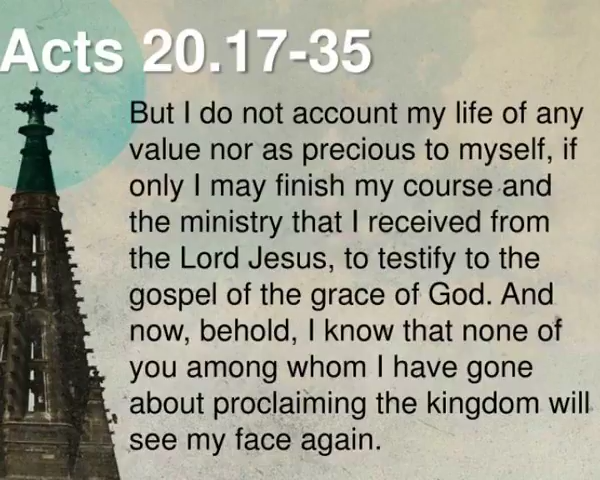 Acts 20.17-35
But I do not account my life of any
value nor as precious to myself, if
only I may finish my course and
the ministry that I received from
the Lord Jesus, to testify to the
gospel of the grace of God. And
now, behold, I know that none of
you among whom I have gone
about proclaiming the kingdom will
see my face again.